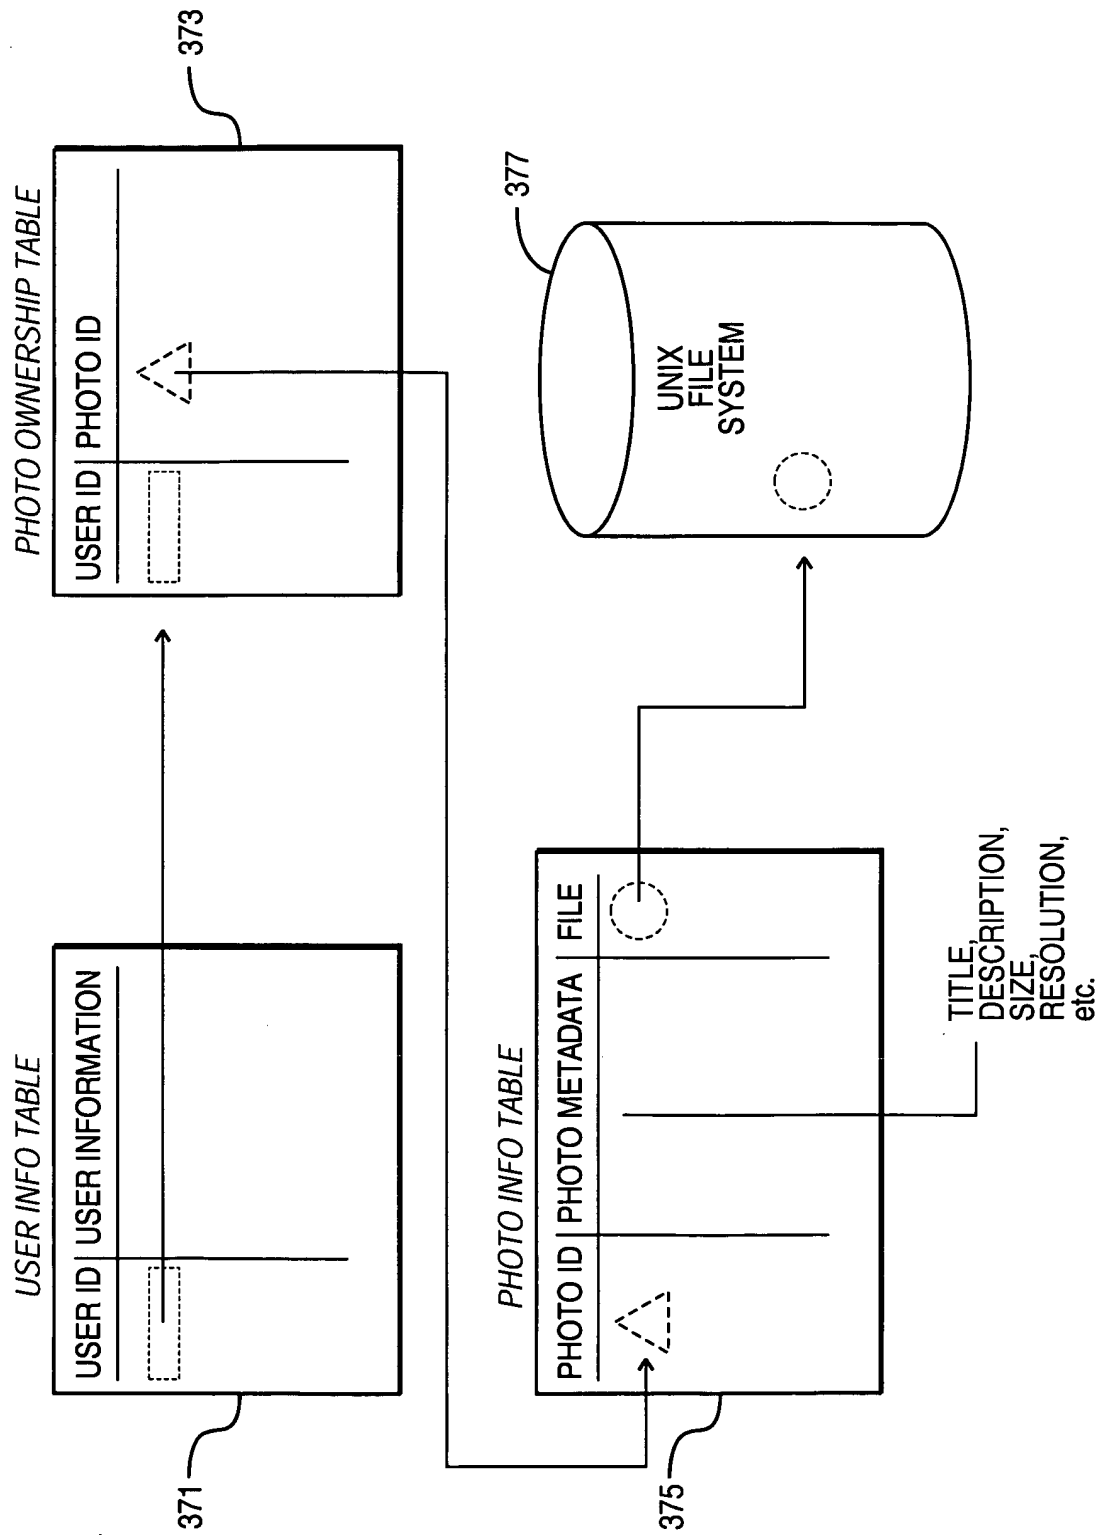 USER INFO TABLE
USER ID USER INFORMATION
371
PHOTO OWNERSHIP TABLE
USER ID PHOTO ID
373
PHOTO INFO TABLE
PHOTO ID PHOTO METADATA FILE
375
TITLE,
DESCRIPTION,
SIZE,
RESOLUTION,
etc.
377
UNIX
FILE
SYSTEM